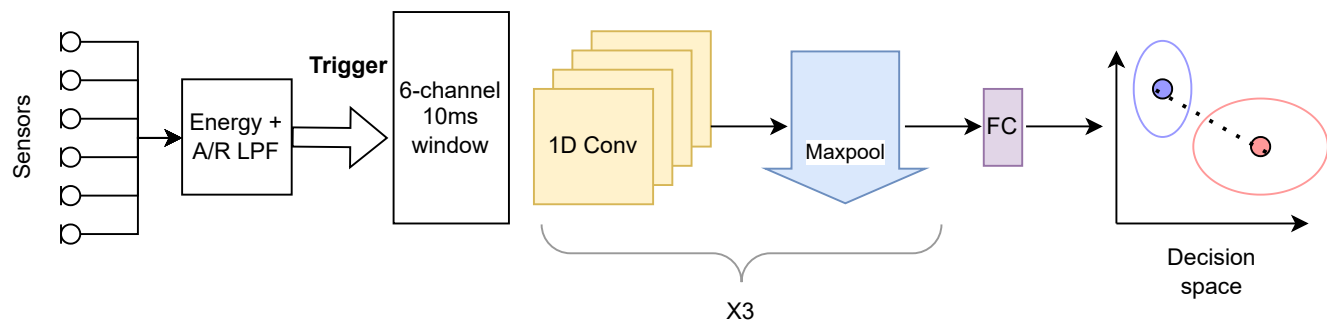 Sensors
Energy +
A/R LPF
Trigger
6-channel
10ms
window
1D Conv
Maxpool
X3
FC
Decision
space